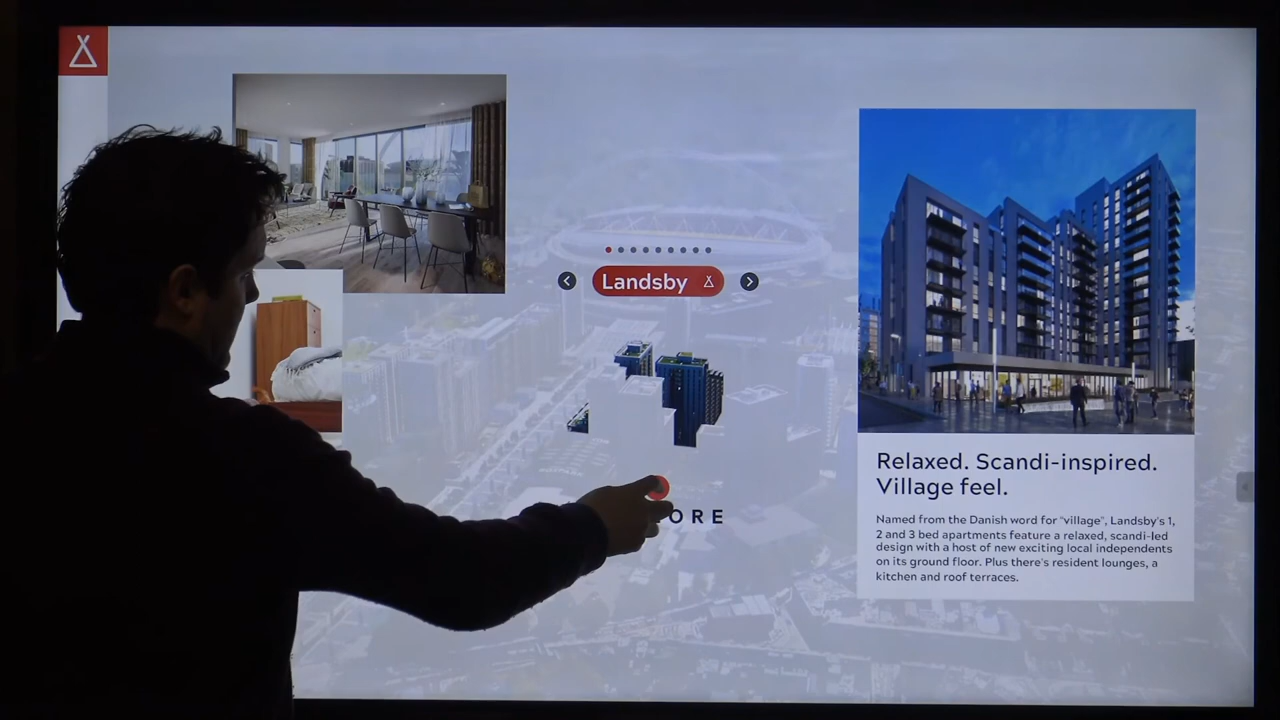 Landsby
ORE
Relaxed. Scandi-inspired.
Village feel.
Named from the Danish word for "village", Landsby's 1,
2 and 3 bed apartments feature a relaxed, scandi-led
design with a host of new exciting local independents
on its ground floor. Plus there's resident lounges, a
kitchen and roof terraces.